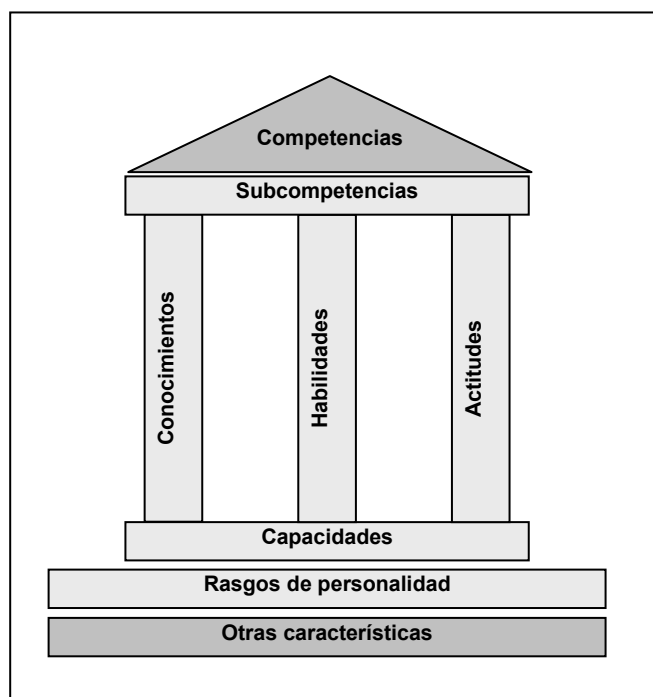 Competencias
Subcompetencias
Conocimientos
Habilidades
Actitudes
Capacidades
Rasgos de personalidad
Otras características